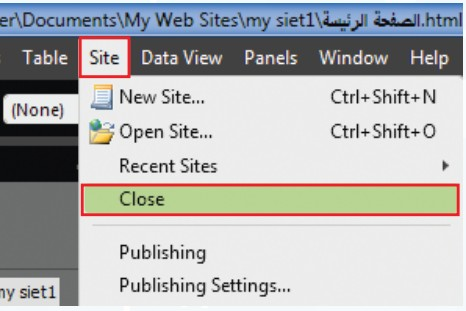 er\Documents\My Web Sites\my siet1\الصفحة الرئيسة.html
Table Site Data View Panels Window Help
(None)
New Site... Ctrl+Shift+N
Open Site... Ctrl+Shift+O
Recent Sites
Close
Publishing
Publishing Settings...
my siet1